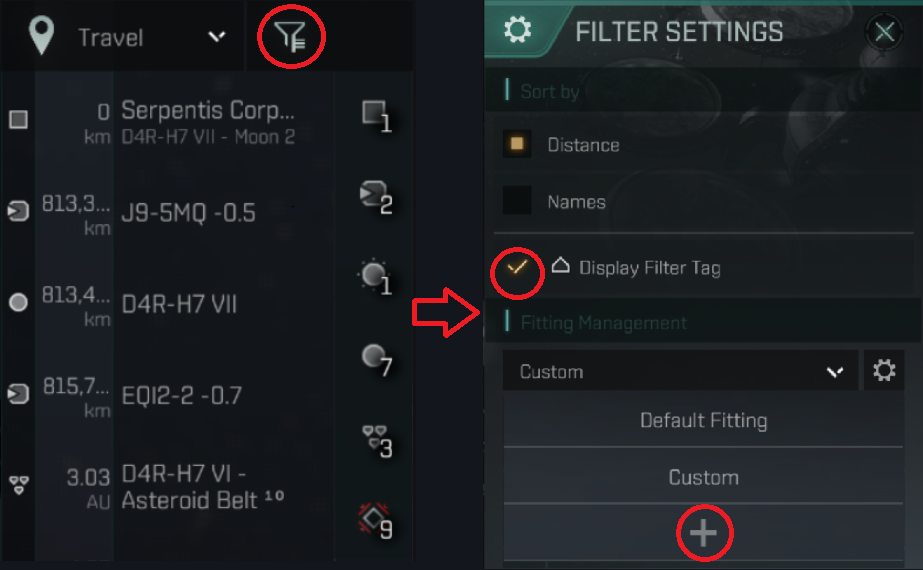 Travel
0 km
Serpentis Corp...
D4R-H7 VII - Moon 2
1
813,3... km
J9-5MQ -0.5
2
1
813,4... km
D4R-H7 VII
7
815,7... km
EQI2-2 -0.7
3
3.03 AU
D4R-H7 VI -
Asteroid Belt ¹⁰
9
FILTER SETTINGS
Sort by
Distance
Names
Display Filter Tag
Fitting Management
Custom
Default Fitting
Custom